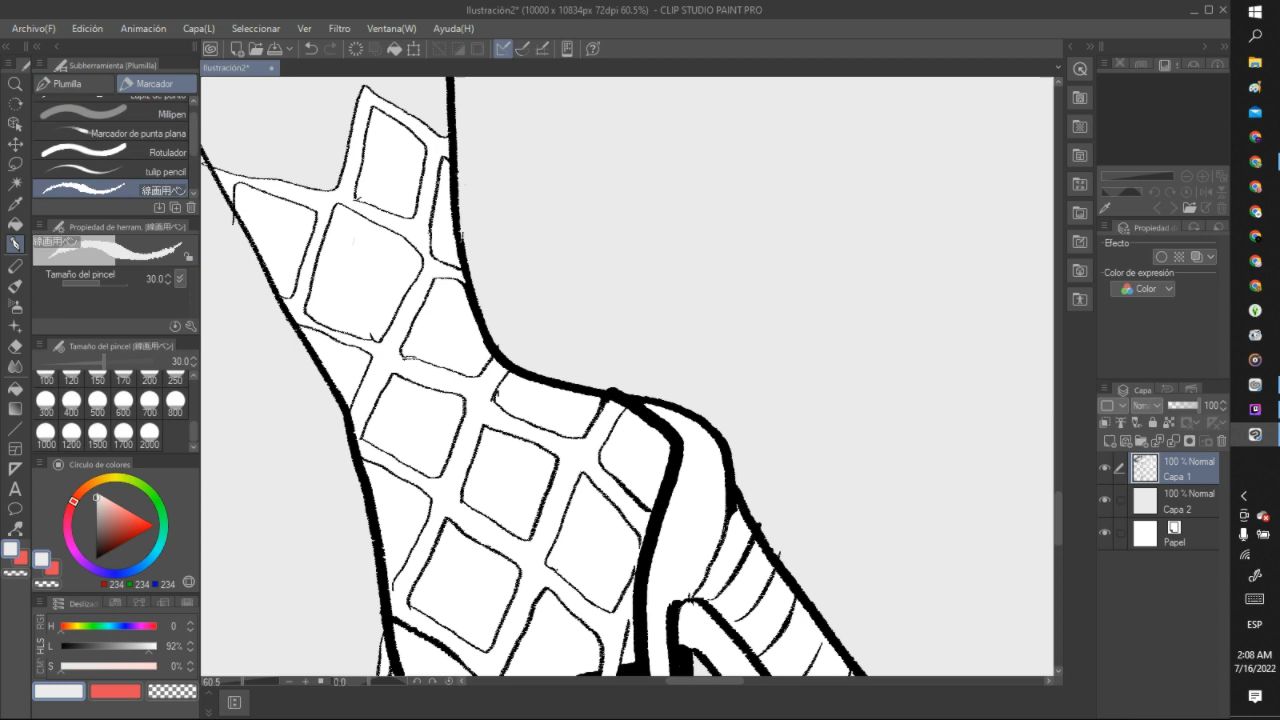 Ilustración2* (10000 x 10834px 72dpi 60.5%) - CLIP STUDIO PAINT PRO
Archivo(F) Edición Animación Capa(L) Seleccionar Ver Filtro Ventana(W) Ayuda(H)
Subherramienta (Plumilla)
Ilustración2*
Plumilla Marcador
Millpen
Marcador de punta plana
Rotulador
tulip pencil
線画用ペン
Propiedad de herram. [線画用ペン]
線画用ペン
Tamaño del pincel 30.0
Tamaño del pincel [線画用ペン]
30.0
100 120 150 170 200 250
300 400 500 600 700 800
1000 1200 1500 1700 2000
Círculo de colores
234 234 234
Desliza
RGB
HLS
H 0
L 92%
S 0%
60.5 0.0
Propiedad
Efecto
Color de expresión
Color
Capa
100
100 % Normal
Capa 1
100 % Normal
Capa 2
Papel
ESP
2:08 AM
7/16/2022